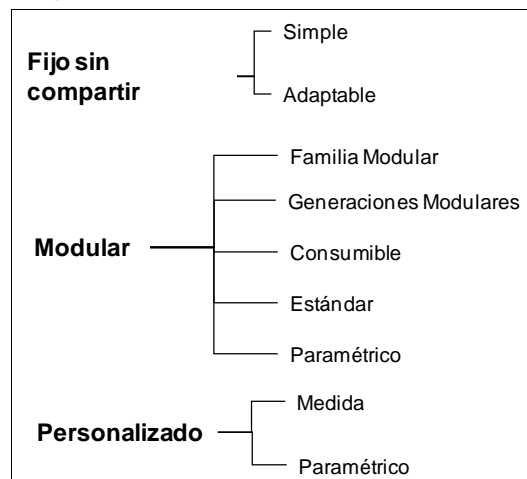 Fijo sin
compartir
Simple
Adaptable
Modular
Familia Modular
Generaciones Modulares
Consumible
Estándar
Paramétrico
Personalizado
Medida
Paramétrico